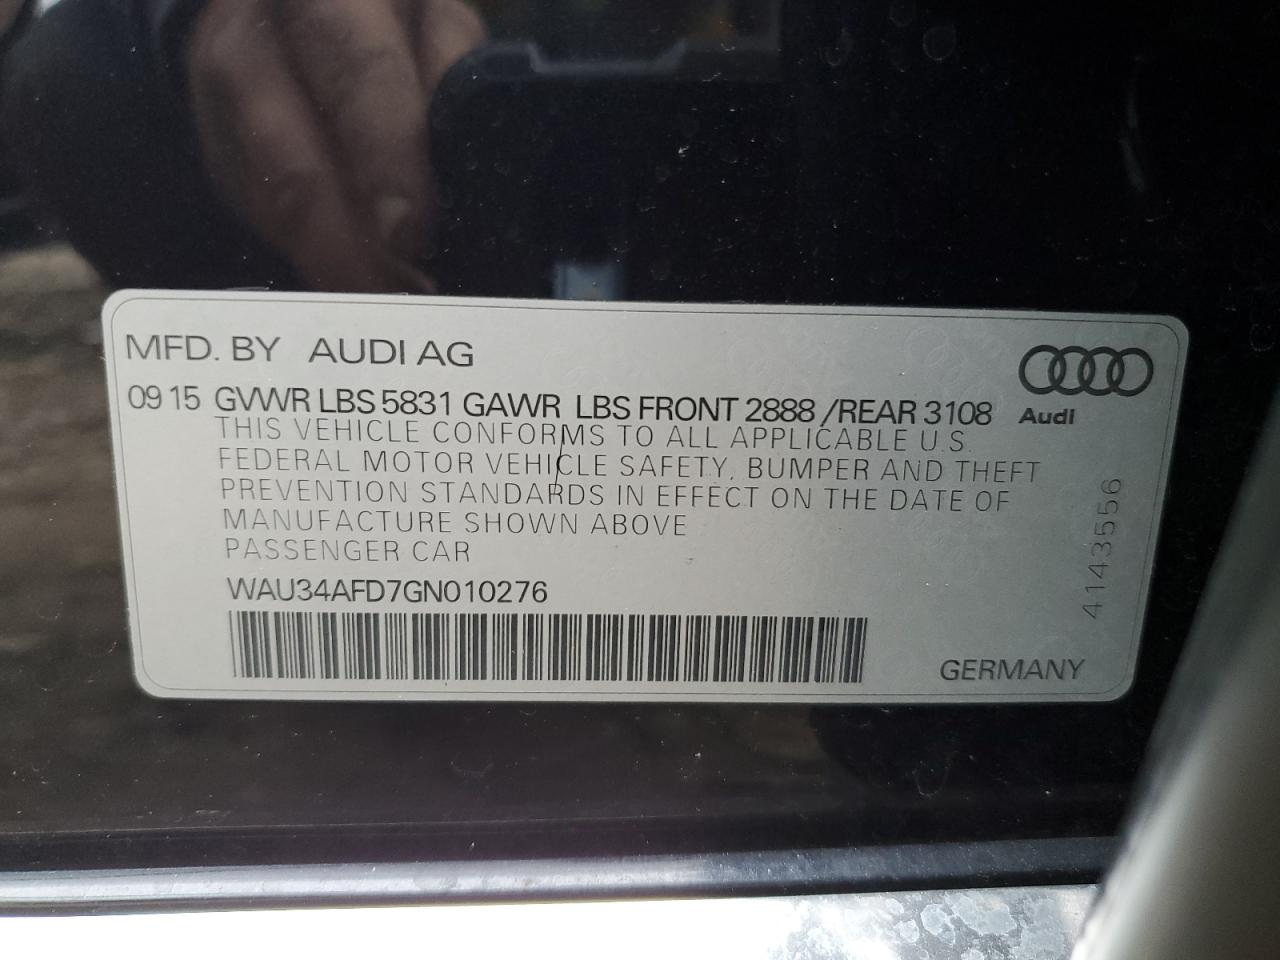 MFD. BY AUDI AG
09 15 GVWR LBS 5831 GAWR LBS FRONT 2888 /REAR 3108
Audi
THIS VEHICLE CONFORMS TO ALL APPLICABLE U.S.
FEDERAL MOTOR VEHICLE SAFETY, BUMPER AND THEFT
PREVENTION STANDARDS IN EFFECT ON THE DATE OF
MANUFACTURE SHOWN ABOVE
PASSENGER CAR
WAU34AFD7GN010276
GERMANY
4143556